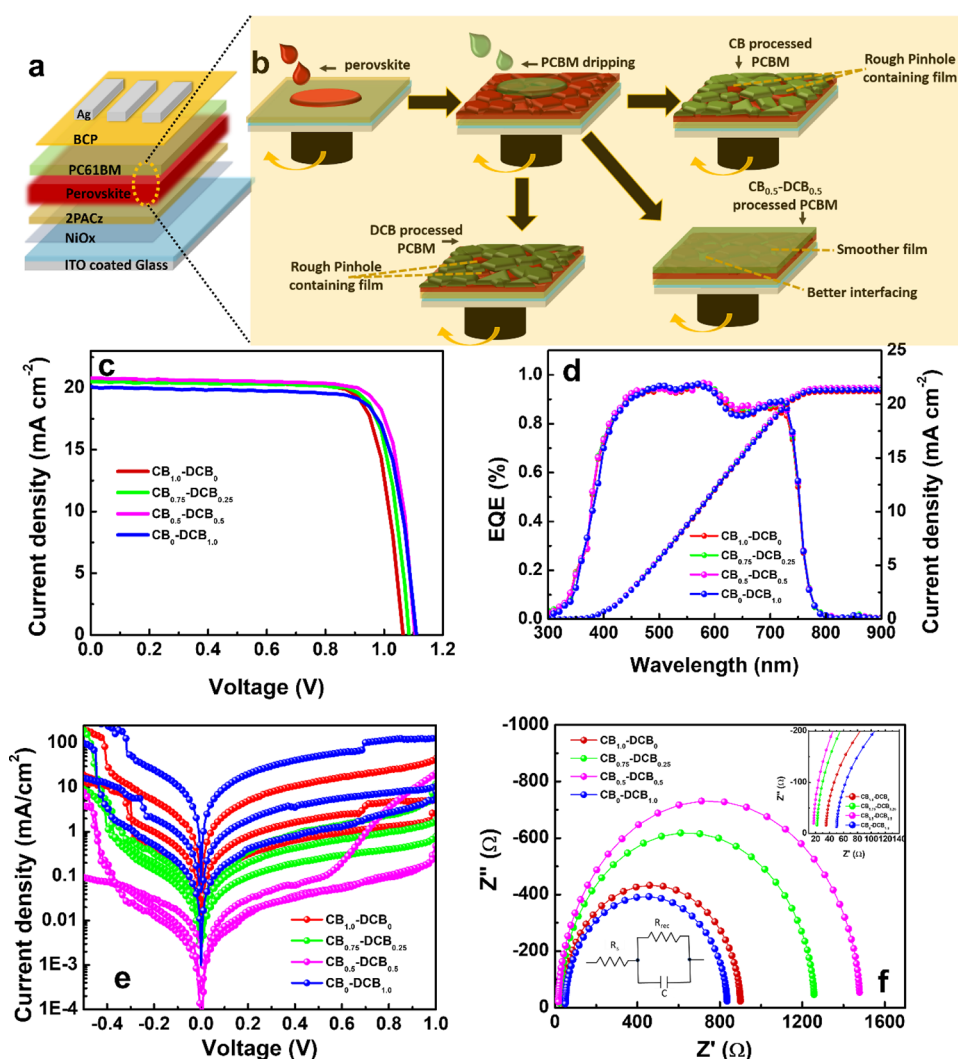 a
Ag
BCP
PC61BM
Perovskite
2PACz
NiOx
ITO coated Glass
b
perovskite
PCBM dripping
CB processed
PCBM
Rough Pinhole
containing film
DCB processed
PCBM
Rough Pinhole
containing film
CB0.5-DCB0.5
processed PCBM
Smoother film
Better interfacing
c
Current density (mA cm-2)
20
15
10
5
0
CB1.0-DCB0
CB0.75-DCB0.25
CB0.5-DCB0.5
CB0-DCB1.0
0.0 0.2 0.4 0.6 0.8 1.0 1.2
Voltage (V)
d
EQE (%)
1.0
0.8
0.6
0.4
0.2
0.0
CB1.0-DCB0
CB0.75-DCB0.25
CB0.5-DCB0.5
CB0-DCB1.0
25
20
15
10
5
0
Current density (mA cm-2)
300 400 500 600 700 800 900
Wavelength (nm)
e
Current density (mA/cm2)
100
10
1
0.1
0.01
1E-3
1E-4
CB1.0-DCB0
CB0.75-DCB0.25
CB0.5-DCB0.5
CB0-DCB1.0
-0.4 -0.2 0.0 0.2 0.4 0.6 0.8 1.0
Voltage (V)
f
Z'' (Ω)
-1000
-800
-600
-400
-200
0
CB1.0-DCB0
CB0.75-DCB0.25
CB0.5-DCB0.5
CB0-DCB1.0
Rs
Rrec
C
-200
-100
0
Z'' (Ω)
20 40 60 80 100 120 140
Z' (Ω)
0 400 800 1200 1600
Z' (Ω)